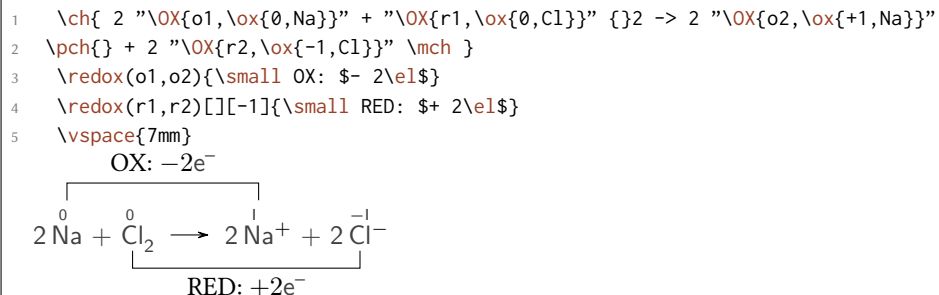 1 \ch{ 2 "\OX{o1,\ox{0,Na}}" + "\OX{r1,\ox{0,Cl}}" {}2 -> 2 "\OX{o2,\ox{+1,Na}}"
2 \pch{} + 2 "\OX{r2,\ox{-1,Cl}}" \mch }
3 \redox(o1,o2){\small OX: $- 2\el$}
4 \redox(r1,r2)[][-1]{\small RED: $+ 2\el$}
5 \vspace{7mm}
OX: −2e⁻
0 0 I −I
2 Na + Cl₂ ⟶ 2 Na⁺ + 2 Cl⁻
RED: +2e⁻